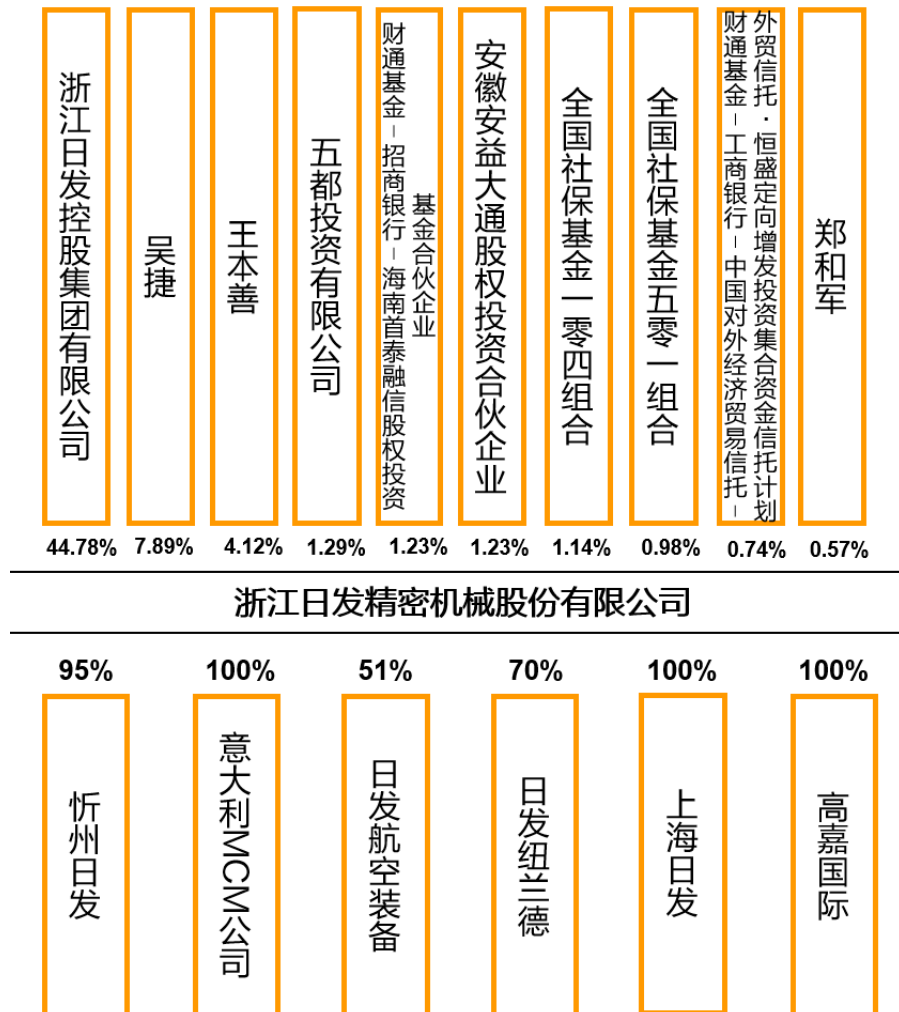 浙江日发控股集团有限公司
吴捷
王本善
五都投资有限公司
财通基金－招商银行－海南首泰融信股权投资
基金合伙企业
安徽安益大通股权投资合伙企业
全国社保基金一零四组合
全国社保基金五零一组合
财通基金－工商银行－中国对外经济贸易信托－
外贸信托·恒盛定向增发投资集合资金信托计划
郑和军
44.78% 7.89% 4.12% 1.29% 1.23% 1.23% 1.14% 0.98% 0.74% 0.57%
浙江日发精密机械股份有限公司
95% 100% 51% 70% 100% 100%
忻州日发
意大利MCM公司
日发航空装备
日发纽兰德
上海日发
高嘉国际